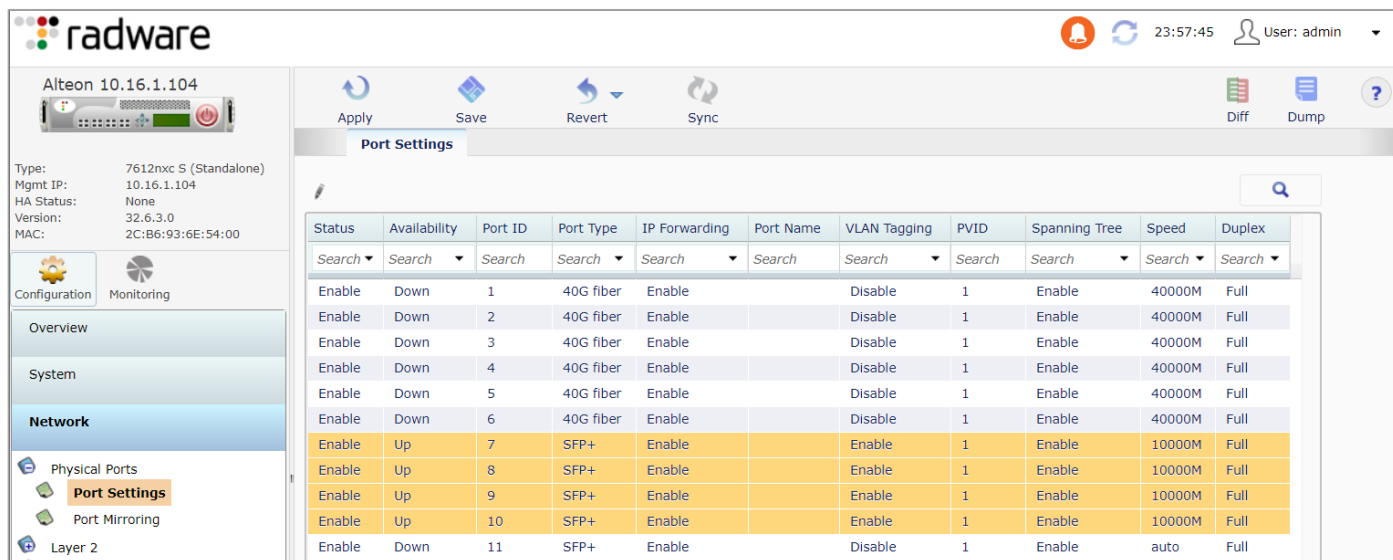 radware
23:57:45 User: admin
Alteon 10.16.1.104
Type: 7612nxc S (Standalone)
Mgmt IP: 10.16.1.104
HA Status: None
Version: 32.6.3.0
MAC: 2C:B6:93:6E:54:00
Configuration Monitoring
Overview
System
Network
Physical Ports
Port Settings
Port Mirroring
Layer 2
Apply Save Revert Sync Diff Dump ?
Port Settings
Status Availability Port ID Port Type IP Forwarding Port Name VLAN Tagging PVID Spanning Tree Speed Duplex
Search Search Search Search Search Search Search Search Search Search Search
Enable Down 1 40G fiber Enable Disable 1 Enable 40000M Full
Enable Down 2 40G fiber Enable Disable 1 Enable 40000M Full
Enable Down 3 40G fiber Enable Disable 1 Enable 40000M Full
Enable Down 4 40G fiber Enable Disable 1 Enable 40000M Full
Enable Down 5 40G fiber Enable Disable 1 Enable 40000M Full
Enable Down 6 40G fiber Enable Disable 1 Enable 40000M Full
Enable Up 7 SFP+ Enable Enable 1 Enable 10000M Full
Enable Up 8 SFP+ Enable Enable 1 Enable 10000M Full
Enable Up 9 SFP+ Enable Enable 1 Enable 10000M Full
Enable Up 10 SFP+ Enable Enable 1 Enable 10000M Full
Enable Down 11 SFP+ Enable Disable 1 Enable auto Full